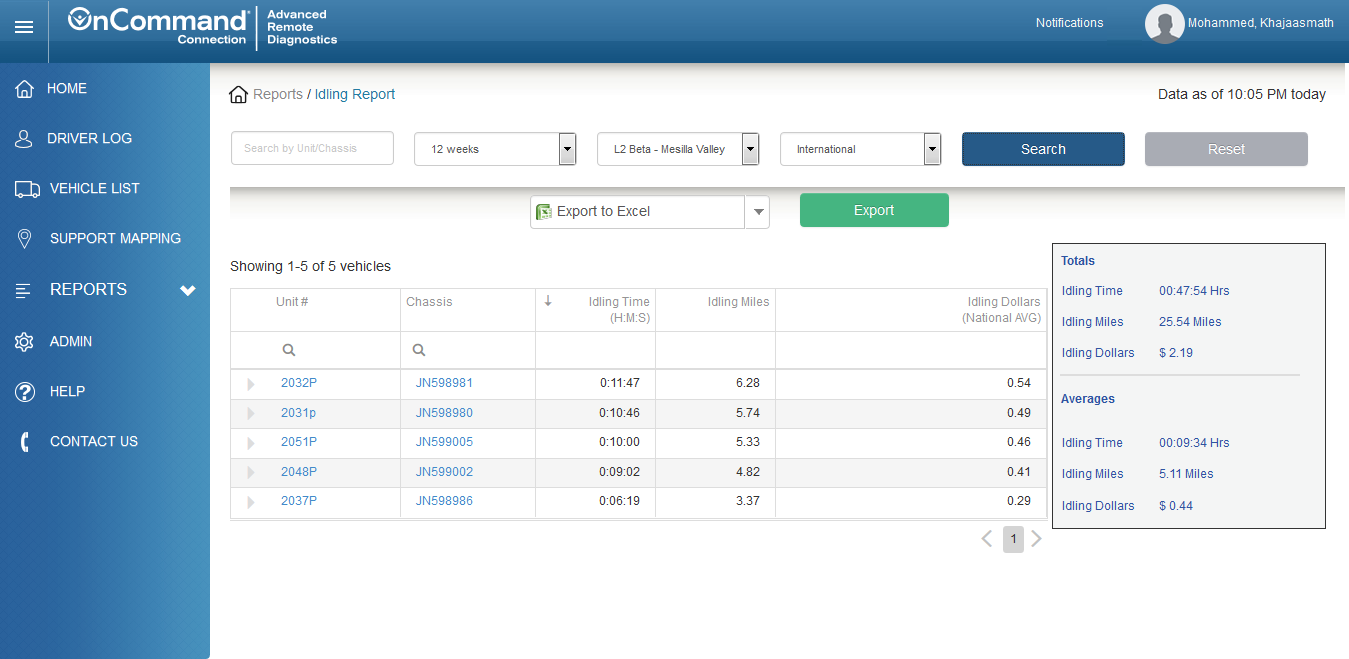 OnCommand
Connection
Advanced
Remote
Diagnostics
Notifications
Mohammed, Khajaasmath
HOME
DRIVER LOG
VEHICLE LIST
SUPPORT MAPPING
REPORTS
ADMIN
HELP
CONTACT US
Reports / Idling Report
Data as of 10:05 PM today
Search by Unit/Chassis
12 weeks
L2 Beta - Mesilla Valley
International
Search
Reset
Export to Excel
Export
Showing 1-5 of 5 vehicles
Unit # Chassis Idling Time Idling Miles Idling Dollars
(H:M:S) (National AVG)
2032P JN598981 0:11:47 6.28 0.54
2031p JN598980 0:10:46 5.74 0.49
2051P JN599005 0:10:00 5.33 0.46
2048P JN599002 0:09:02 4.82 0.41
2037P JN598986 0:06:19 3.37 0.29
1
Totals
Idling Time 00:47:54 Hrs
Idling Miles 25.54 Miles
Idling Dollars $ 2.19
Averages
Idling Time 00:09:34 Hrs
Idling Miles 5.11 Miles
Idling Dollars $ 0.44